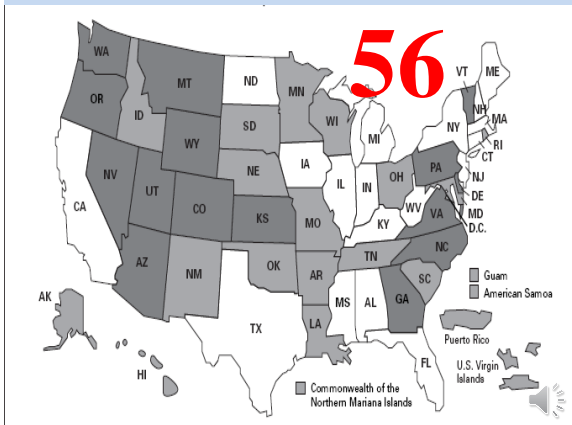 56
WA
MT
ND
MN
VT
ME
OR
ID
SD
WI
NH
MA
NY
MI
RI
CT
WY
IA
NE
PA
NJ
OH
IN
IL
DE
NV
UT
CO
KS
MO
WV
VA
MD
D.C.
KY
CA
NC
TN
AZ
NM
OK
AR
SC
Guam
American Samoa
AK
MS
AL
GA
TX
LA
Puerto Rico
FL
U.S. Virgin
Islands
HI
Commonwealth of the
Northern Mariana Islands